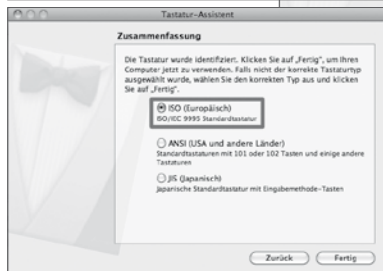 Tastatur-Assistent
Zusammenfassung
Die Tastatur wurde identifiziert. Klicken Sie auf „Fertig", um Ihren
Computer jetzt zu verwenden. Falls nicht der korrekte Tastaturtyp
ausgewählt wurde, wählen Sie den korrekten Typ aus und klicken
Sie auf „Fertig".
ISO (Europäisch)
ISO/IEC 9995 Standardtastatur
ANSI (USA und andere Länder)
Standardtastaturen mit 101 oder 102 Tasten und einige andere
Tastaturen
JIS (Japanisch)
Japanische Standardtastatur mit Eingabemethode-Tasten
Zurück
Fertig